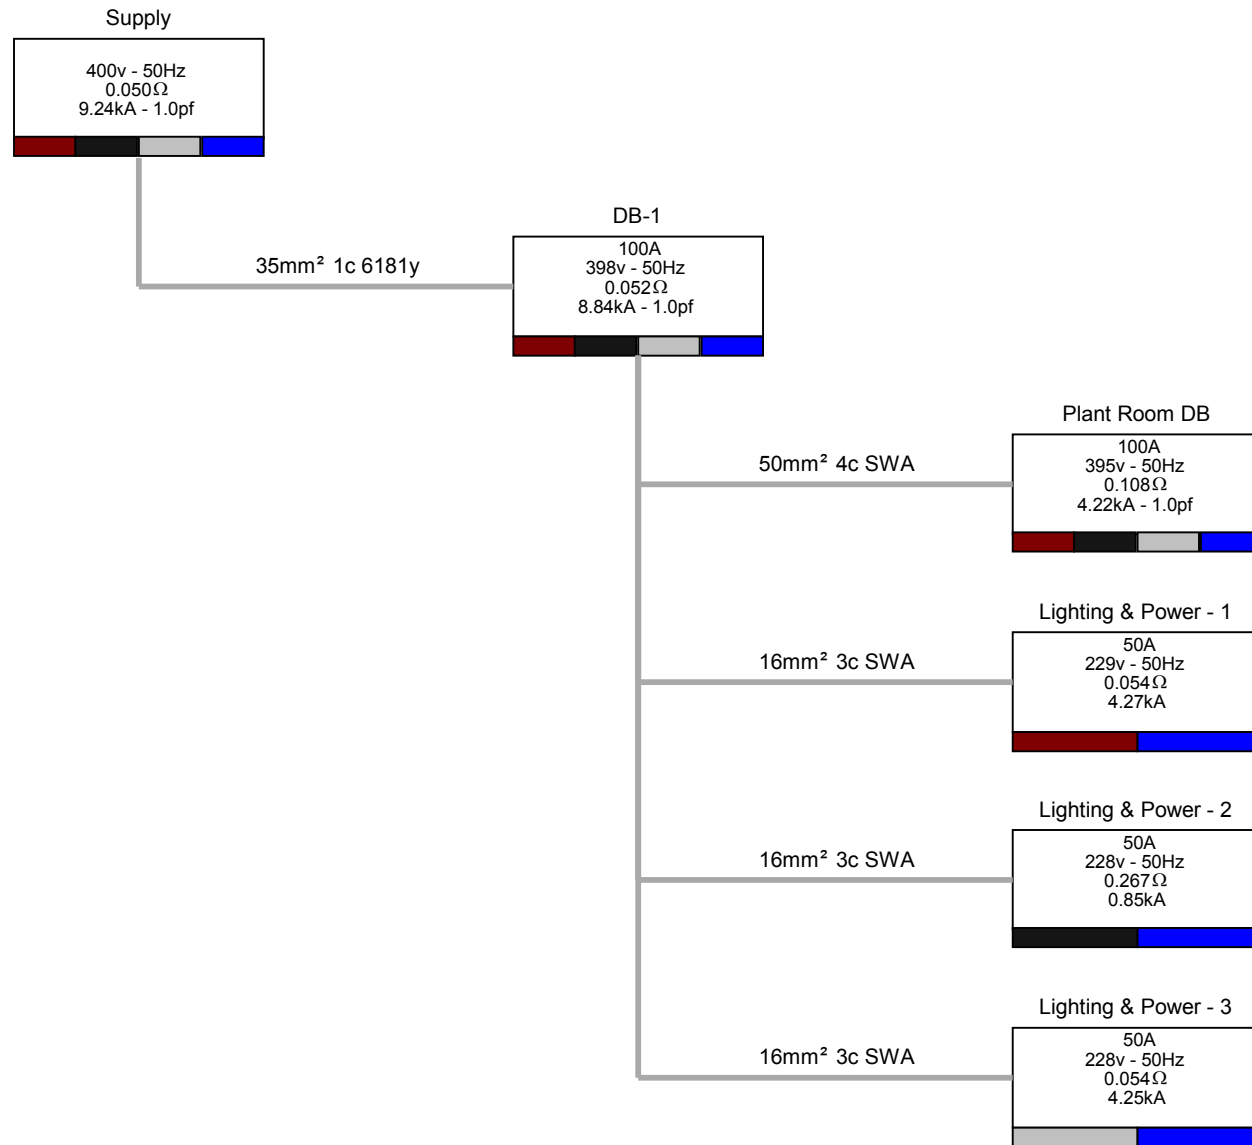 Supply
400v - 50Hz
0.050Ω
9.24kA - 1.0pf
35mm² 1c 6181y
DB-1
100A
398v - 50Hz
0.052Ω
8.84kA - 1.0pf
50mm² 4c SWA
Plant Room DB
100A
395v - 50Hz
0.108Ω
4.22kA - 1.0pf
16mm² 3c SWA
Lighting & Power - 1
50A
229v - 50Hz
0.054Ω
4.27kA
16mm² 3c SWA
Lighting & Power - 2
50A
228v - 50Hz
0.267Ω
0.85kA
16mm² 3c SWA
Lighting & Power - 3
50A
228v - 50Hz
0.054Ω
4.25kA